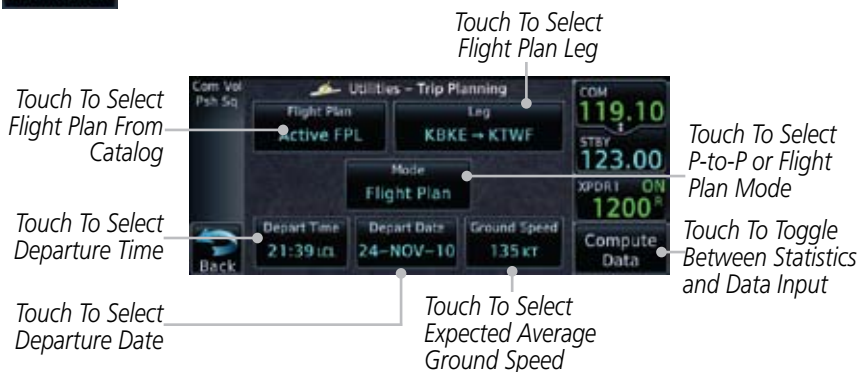 Touch To Select
Flight Plan Leg
Touch To Select
Flight Plan From
Catalog
Touch To Select
Departure Time
Touch To Select
Departure Date
Com Vol
Psh Sq
Utilities – Trip Planning
Flight Plan
Active FPL
Leg
KBKE → KTWF
Mode
Flight Plan
Depart Time
21:39 LCL
Depart Date
24-NOV-10
Ground Speed
135 KT
Back
COM
119.10
STBY
123.00
XPDR1 ON
1200 R
Compute
Data
Touch To Select
P-to-P or Flight
Plan Mode
Touch To Toggle
Between Statistics
and Data Input
Touch To Select
Expected Average
Ground Speed